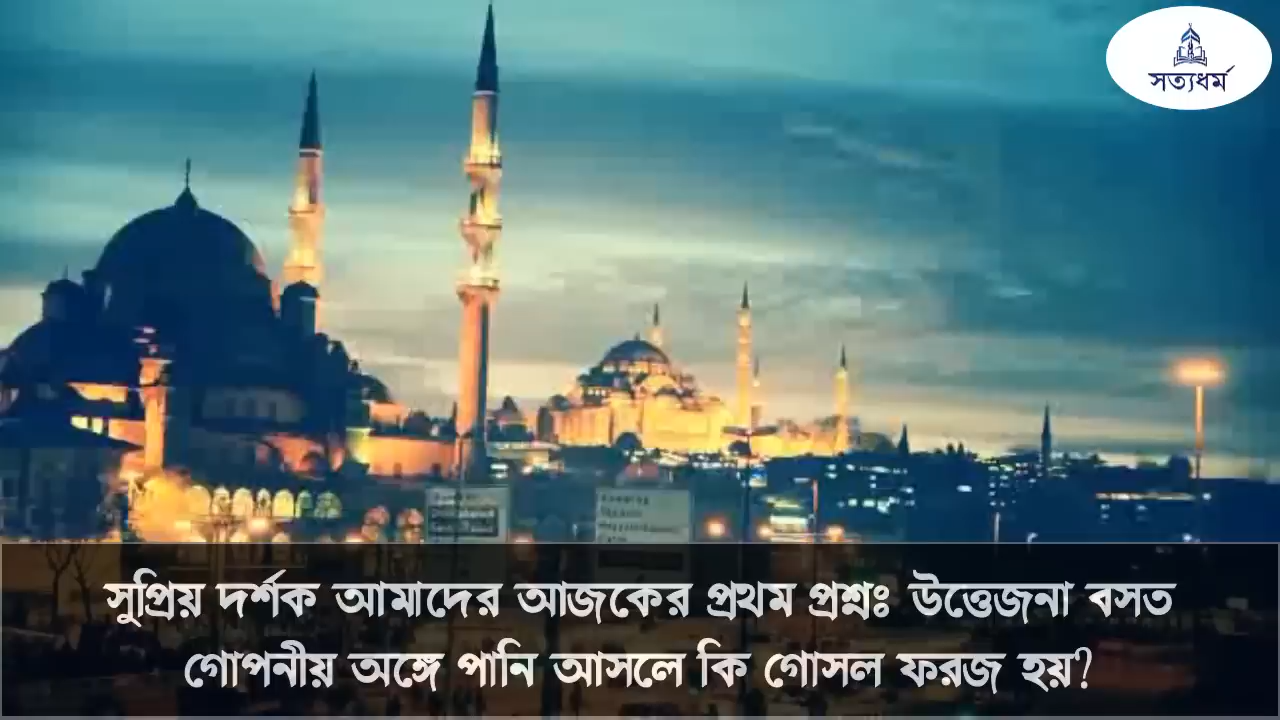 সত্যধর্ম
সুপ্রিয় দর্শক আমাদের আজকের প্রথম প্রশ্নঃ উত্তেজনা বসত
গোপনীয় অঙ্গে পানি আসলে কি গোসল ফরজ হয়?